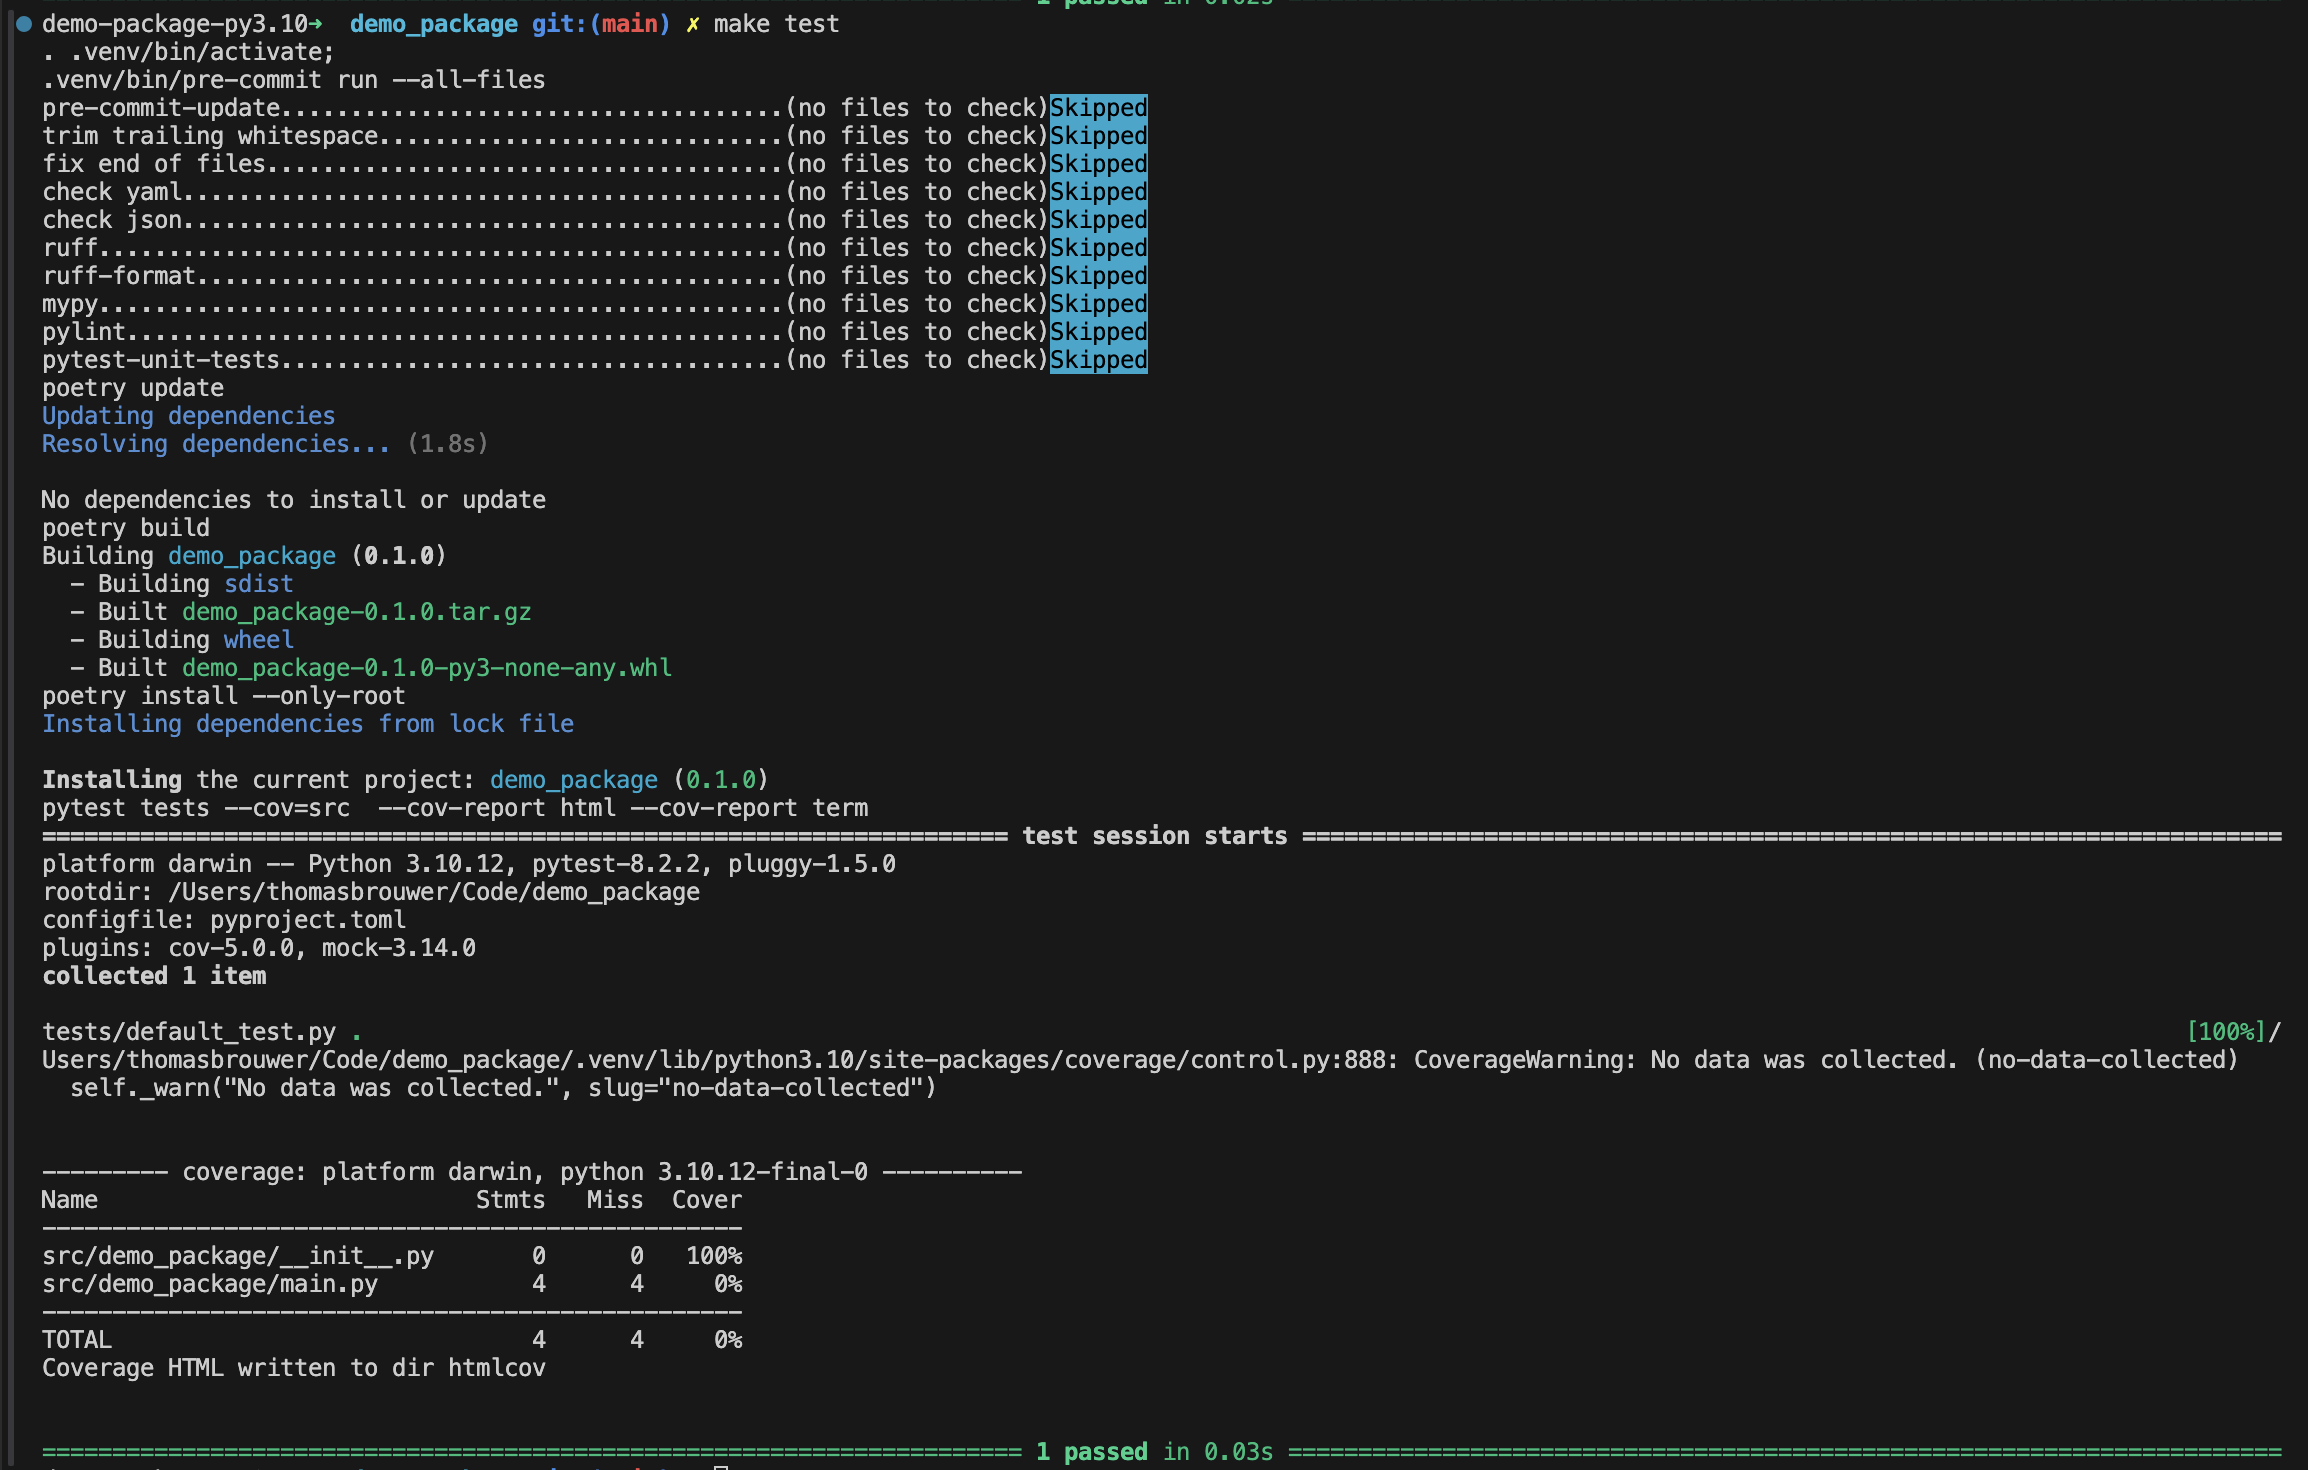 1 passed in 0.02s
demo-package-py3.10➜  demo_package git:(main) ✗ make test
. .venv/bin/activate;
.venv/bin/pre-commit run --all-files
pre-commit-update....................................(no files to check)Skipped
trim trailing whitespace.............................(no files to check)Skipped
fix end of files.....................................(no files to check)Skipped
check yaml...........................................(no files to check)Skipped
check json...........................................(no files to check)Skipped
ruff.................................................(no files to check)Skipped
ruff-format..........................................(no files to check)Skipped
mypy.................................................(no files to check)Skipped
pylint...............................................(no files to check)Skipped
pytest-unit-tests....................................(no files to check)Skipped
poetry update
Updating dependencies
Resolving dependencies... (1.8s)
No dependencies to install or update
poetry build
Building demo_package (0.1.0)
  - Building sdist
  - Built demo_package-0.1.0.tar.gz
  - Building wheel
  - Built demo_package-0.1.0-py3-none-any.whl
poetry install --only-root
Installing dependencies from lock file
Installing the current project: demo_package (0.1.0)
pytest tests --cov=src  --cov-report html --cov-report term
===================================================================== test session starts ======================================================================
platform darwin -- Python 3.10.12, pytest-8.2.2, pluggy-1.5.0
rootdir: /Users/thomasbrouwer/Code/demo_package
configfile: pyproject.toml
plugins: cov-5.0.0, mock-3.14.0
collected 1 item
tests/default_test.py . [100%]/
Users/thomasbrouwer/Code/demo_package/.venv/lib/python3.10/site-packages/coverage/control.py:888: CoverageWarning: No data was collected. (no-data-collected)
  self._warn("No data was collected.", slug="no-data-collected")
--------- coverage: platform darwin, python 3.10.12-final-0 ----------
Name                           Stmts   Miss  Cover
--------------------------------------------------
src/demo_package/__init__.py       0      0   100%
src/demo_package/main.py           4      4     0%
--------------------------------------------------
TOTAL                              4      4     0%
Coverage HTML written to dir htmlcov
====================================================================== 1 passed in 0.03s =======================================================================